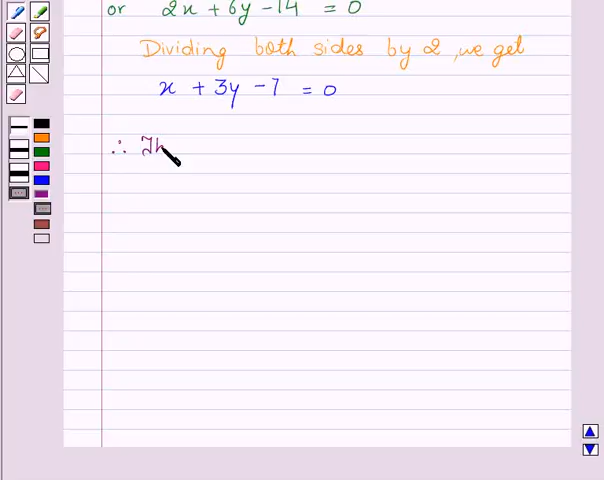 or 2x + 6y - 14 = 0
Dividing both sides by 2, we get
x + 3y - 7 = 0
∴ Th